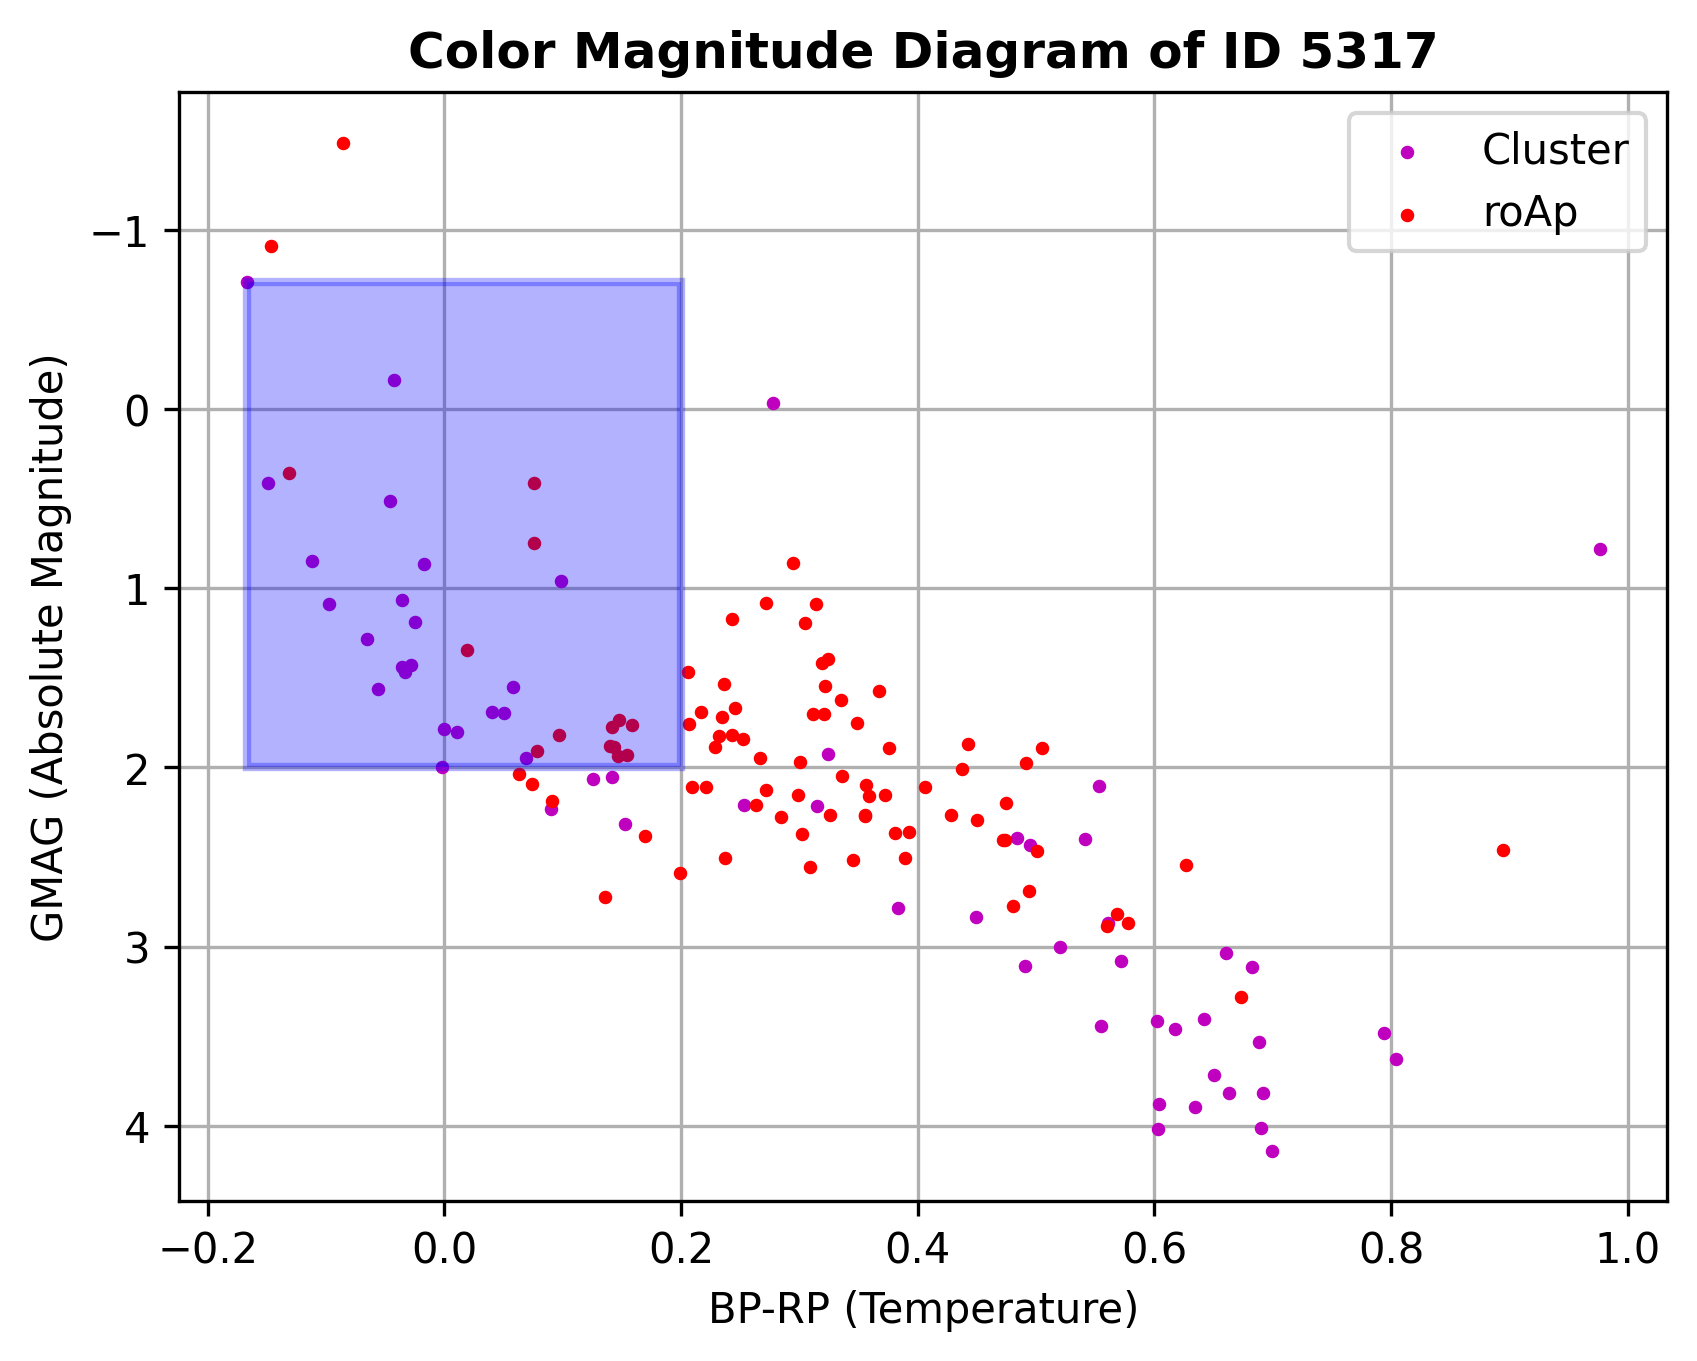 Color Magnitude Diagram of ID 5317
Cluster
roAp
−1
0
1
2
3
4
GMAG (Absolute Magnitude)
−0.2 0.0 0.2 0.4 0.6 0.8 1.0
BP-RP (Temperature)